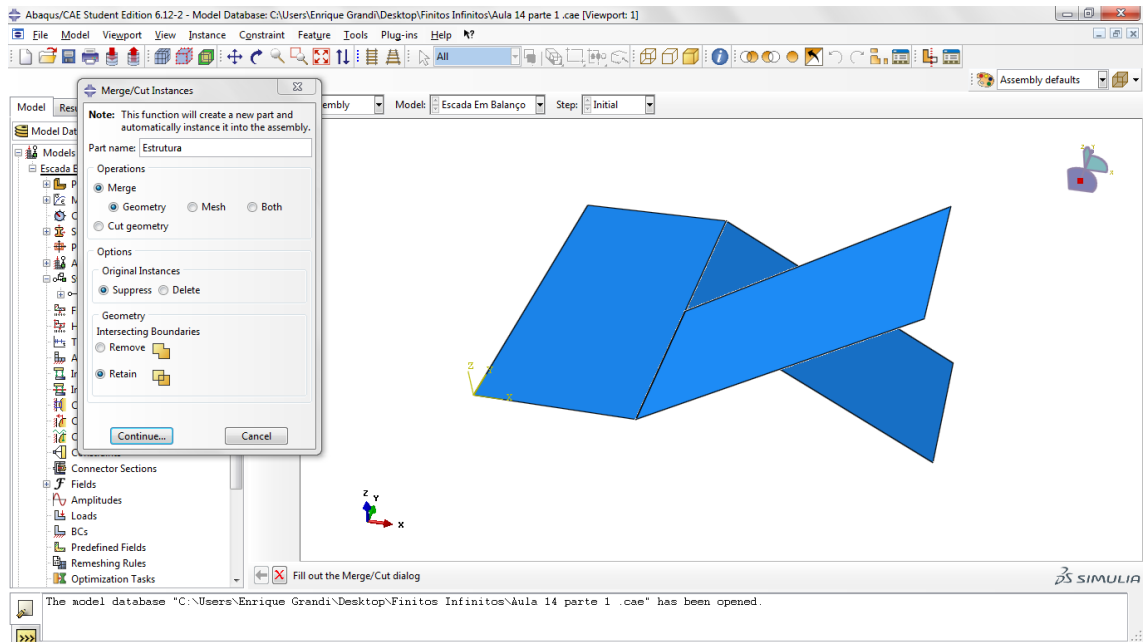 Abaqus/CAE Student Edition 6.12-2 - Model Database: C:\Users\Enrique Grandi\Desktop\Finitos Infinitos\Aula 14 parte 1 .cae [Viewport: 1]
File Model Viewport View Instance Constraint Feature Tools Plug-ins Help
All
Assembly defaults
Merge/Cut Instances
Model
Model: Escada Em Balanço Step: Initial
Note: This function will create a new part and
automatically instance it into the assembly.
Part name: Estrutura
Operations
Merge
Geometry Mesh Both
Cut geometry
Options
Original Instances
Suppress Delete
Geometry
Intersecting Boundaries
Remove
Retain
Continue... Cancel
Models
Connector Sections
Fields
Amplitudes
Loads
BCs
Predefined Fields
Remeshing Rules
Optimization Tasks
Z
X
Z
Y
X
Fill out the Merge/Cut dialog
SIMULIA
The model database "C:\Users\Enrique Grandi\Desktop\Finitos Infinitos\Aula 14 parte 1 .cae" has been opened.
>>>